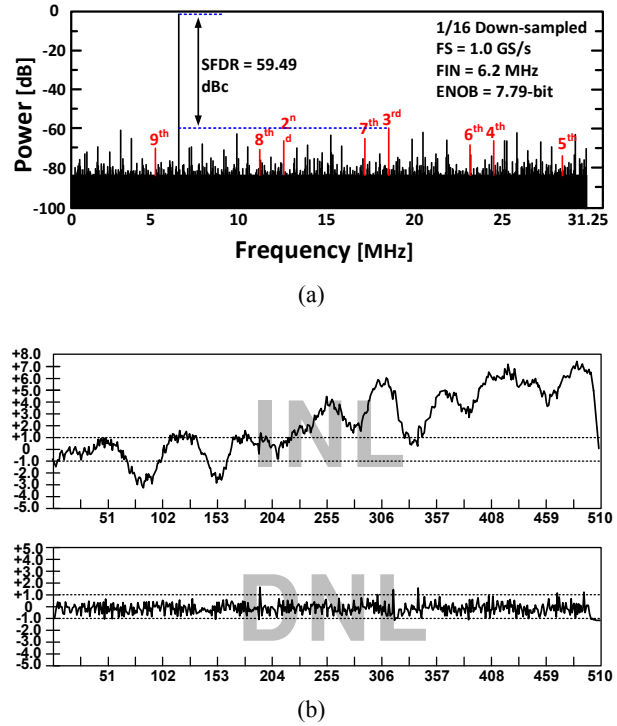 0
-20
-40
-60
-80
-100
Power [dB]
SFDR = 59.49
dBc
1/16 Down-sampled
FS = 1.0 GS/s
FIN = 6.2 MHz
ENOB = 7.79-bit
9th
8th
2nd
7th
3rd
6th
4th
5th
0 5 10 15 20 25 31.25
Frequency [MHz]
(a)
+8.0
+7.0
+6.0
+5.0
+4.0
+3.0
+2.0
+1.0
0
-1.0
-2.0
-3.0
-4.0
-5.0
INL
51 102 153 204 255 306 357 408 459 510
+5.0
+4.0
+3.0
+2.0
+1.0
0
-1.0
-2.0
-3.0
-4.0
-5.0
DNL
51 102 153 204 255 306 357 408 459 510
(b)